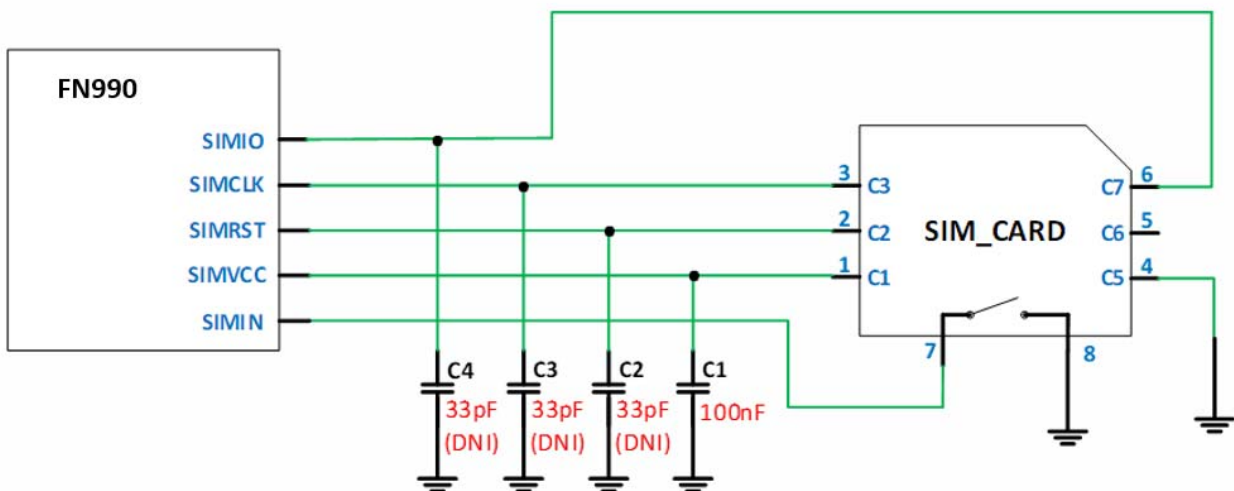 FN990
SIMIO
SIMCLK
SIMRST
SIMVCC
SIMIN
3 C3
2 C2
1 C1
SIM_CARD
C7 6
C6 5
C5 4
7
8
C4
33pF
(DNI)
C3
33pF
(DNI)
C2
33pF
(DNI)
C1
100nF